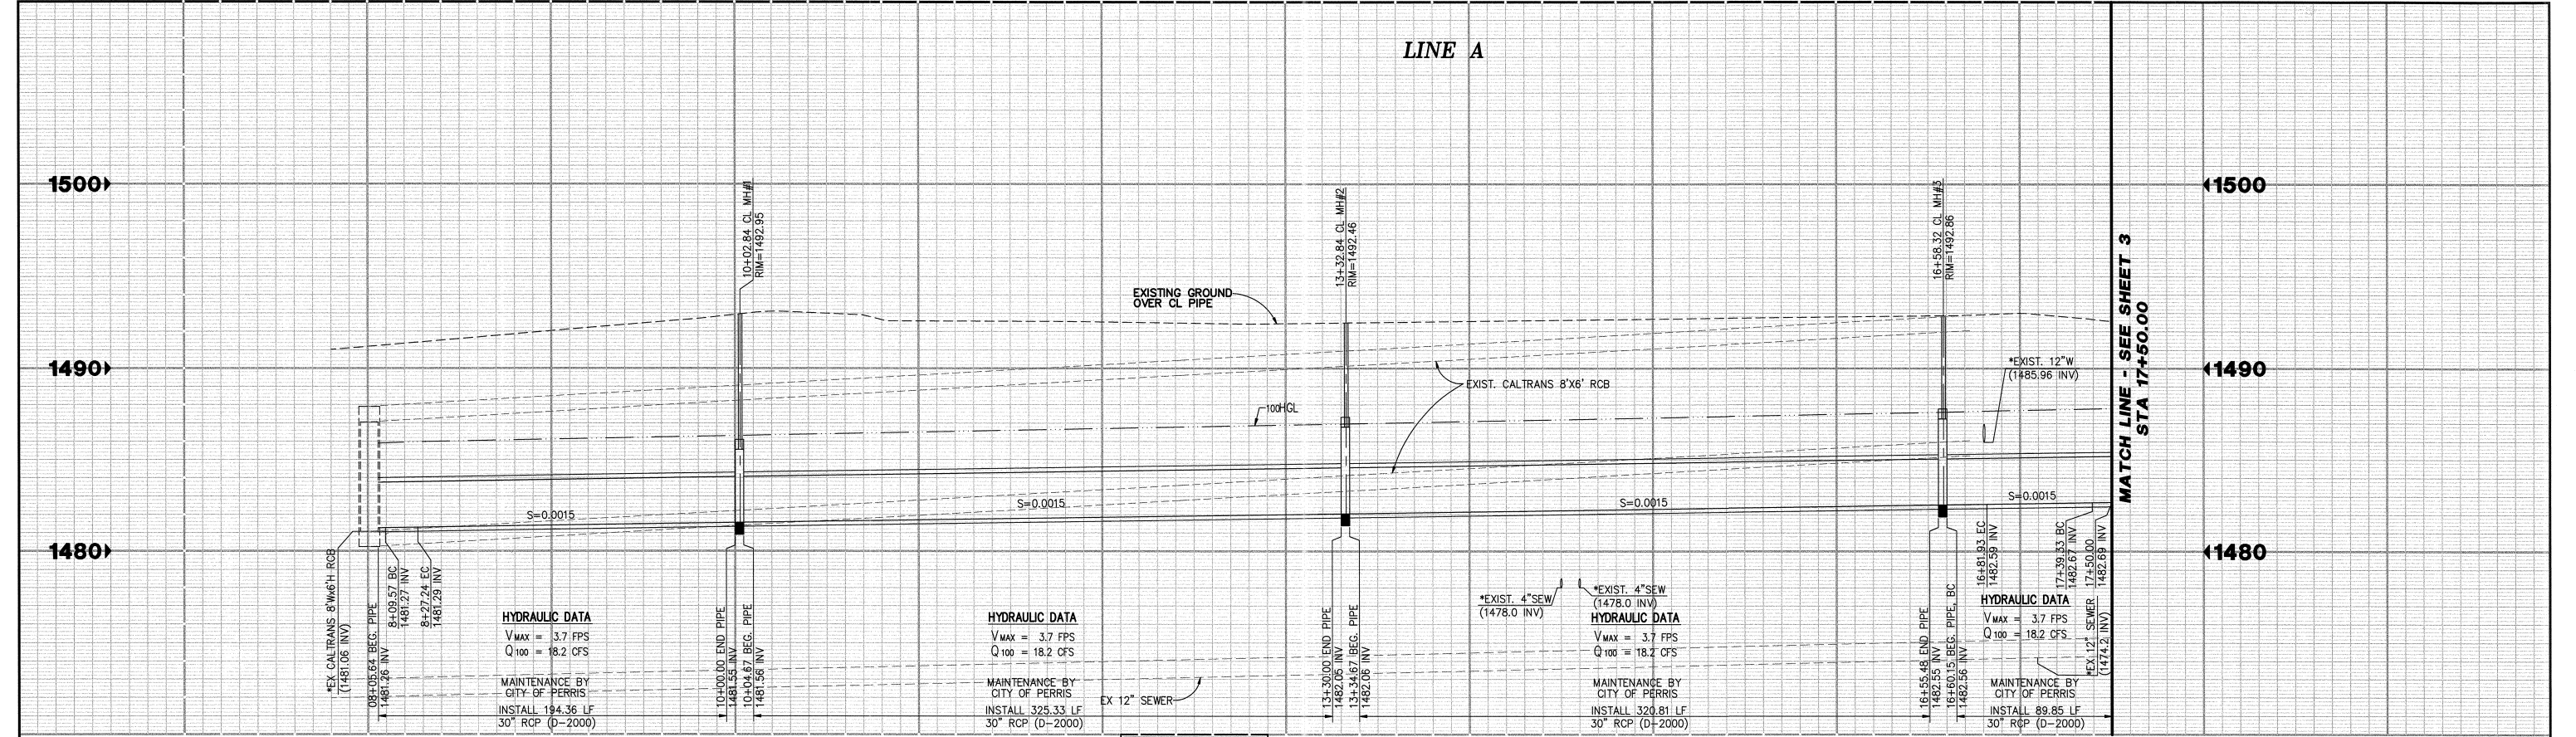 LINE A
1500
1500
1490
1490
1480
1480
10+02.84 CL MH#1
RIM=1492.95
13+32.84 CL MH#2
RIM=1492.46
16+58.32 CL MH#3
RIM=1492.86
MATCH LINE - SEE SHEET 3
STA 17+50.00
EXISTING GROUND
OVER CL PIPE
*EXIST. 12"W
(1485.96 INV)
EXIST. CALTRANS 8'X6' RCB
100HGL
S=0.0015
S=0.0015
S=0.0015
S=0.0015
*EX CALTRANS 8'Wx6'H RCB
(1481.06 INV)
08+05.64 BEG. PIPE
1481.26 INV
8+09.57 BC
1481.27 INV
8+27.24 EC
1481.29 INV
HYDRAULIC DATA
VMAX = 3.7 FPS
Q100 = 18.2 CFS
MAINTENANCE BY
CITY OF PERRIS
INSTALL 194.36 LF
30" RCP (D-2000)
10+00.00 END PIPE
1481.55 INV
10+04.67 BEG. PIPE
1481.56 INV
HYDRAULIC DATA
VMAX = 3.7 FPS
Q100 = 18.2 CFS
MAINTENANCE BY
CITY OF PERRIS
INSTALL 325.33 LF
30" RCP (D-2000)
EX 12" SEWER
13+30.00 END PIPE
1482.05 INV
13+34.67 BEG. PIPE
1482.06 INV
*EXIST. 4"SEW
(1478.0 INV)
*EXIST. 4"SEW
(1478.0 INV)
HYDRAULIC DATA
VMAX = 3.7 FPS
Q100 = 18.2 CFS
MAINTENANCE BY
CITY OF PERRIS
INSTALL 320.81 LF
30" RCP (D-2000)
16+55.48 END PIPE
1482.55 INV
16+60.15 BEG. PIPE, BC
1482.56 INV
16+81.93 EC
1482.59 INV
17+39.33 BC
1482.67 INV
17+50.00
1482.69 INV
HYDRAULIC DATA
VMAX = 3.7 FPS
Q100 = 18.2 CFS
*EX 12" SEWER
(1474.2 INV)
MAINTENANCE BY
CITY OF PERRIS
INSTALL 89.85 LF
30" RCP (D-2000)